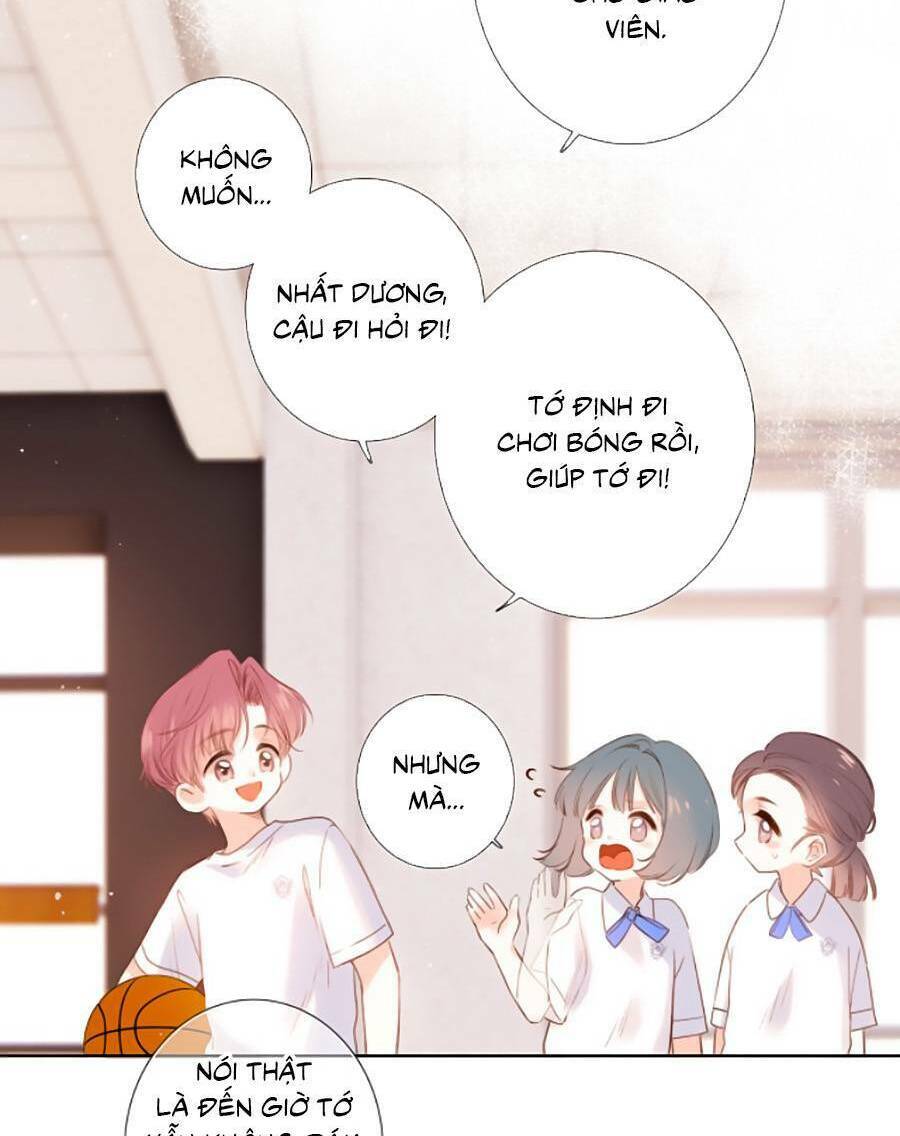 VIÊN.
KHÔNG
MUỐN...
NHẤT DƯƠNG,
CẬU ĐI HỎI ĐI!
TỚ ĐỊNH ĐI
CHƠI BÓNG RỒI,
GIÚP TỚ ĐI!
NHƯNG
MÀ...
NÓI THẬT
LÀ ĐẾN GIỜ TỚ